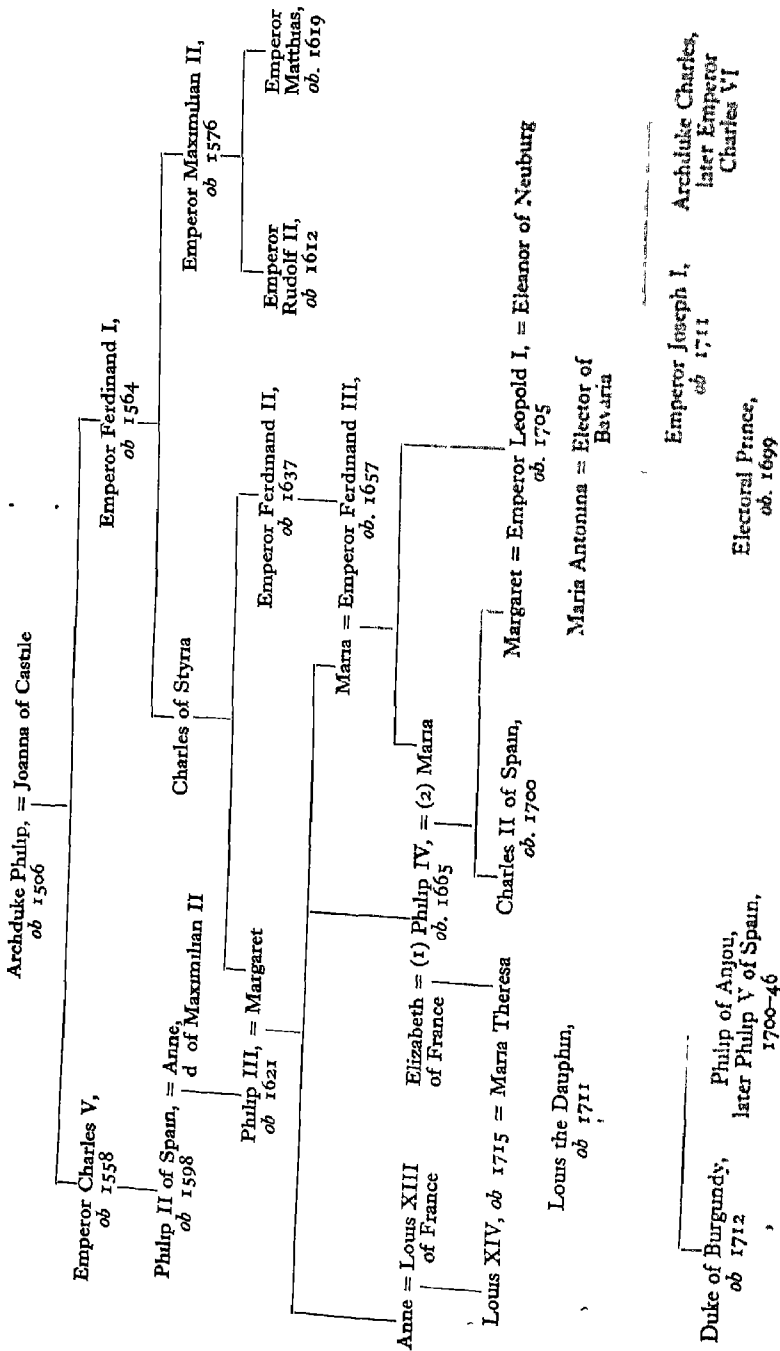 Archduke Philip, = Joanna of Castile
ob 1506
Emperor Charles V,
ob 1558
Emperor Ferdinand I,
ob 1564
Philip II of Spain, = Anne,
ob 1598
d of Maximilian II
Charles of Styria
Emperor Maximilian II,
ob 1576
Philip III, = Margaret
ob 1621
Emperor Ferdinand II,
ob 1637
Emperor
Rudolf II,
ob 1612
Emperor
Matthias,
ob. 1619
Anne = Louis XIII
of France
Elizabeth = (1) Philip IV, = (2) Maria
of France
ob. 1665
Maria = Emperor Ferdinand III,
ob. 1657
Louis XIV, ob 1715 = Maria Theresa
Charles II of Spain,
ob. 1700
Margaret = Emperor Leopold I, = Eleanor of Neuburg
ob. 1705
Louis the Dauphin,
ob 1711
Maria Antonina = Elector of
Bavaria
Duke of Burgundy,
ob 1712
Philip of Anjou,
later Philip V of Spain,
1700-46
Electoral Prince,
ob. 1699
Emperor Joseph I,
ob 1711
Archduke Charles,
later Emperor
Charles VI